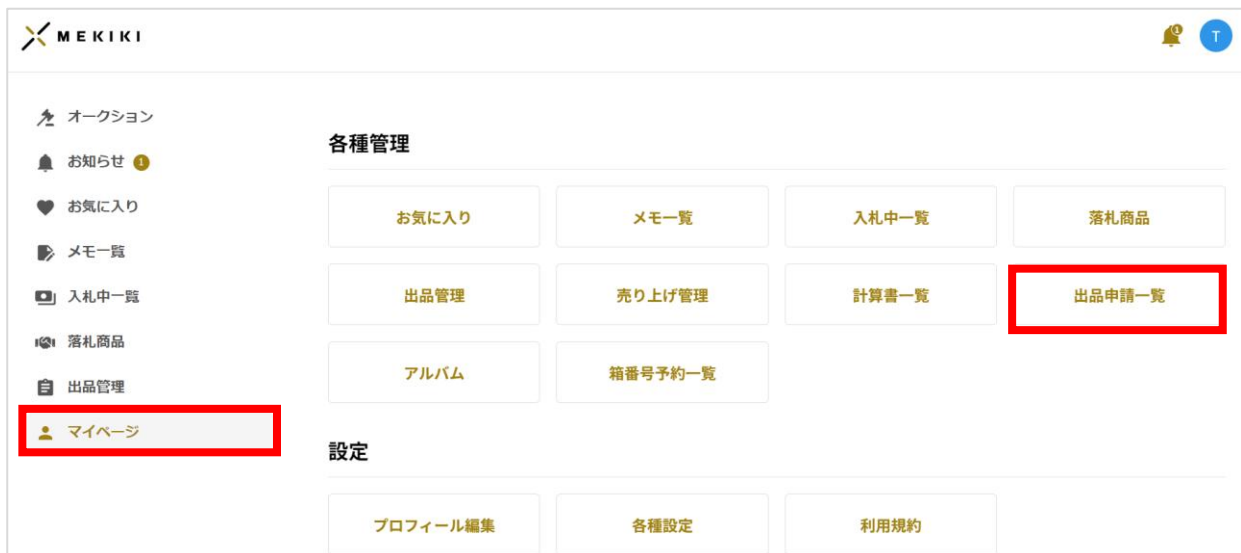 MEKIKI
1
T
オークション
お知らせ 1
お気に入り
メモ一覧
入札中一覧
落札商品
出品管理
マイページ
各種管理
お気に入り メモ一覧 入札中一覧 落札商品
出品管理 売り上げ管理 計算書一覧 出品申請一覧
アルバム 箱番号予約一覧
設定
プロフィール編集 各種設定 利用規約